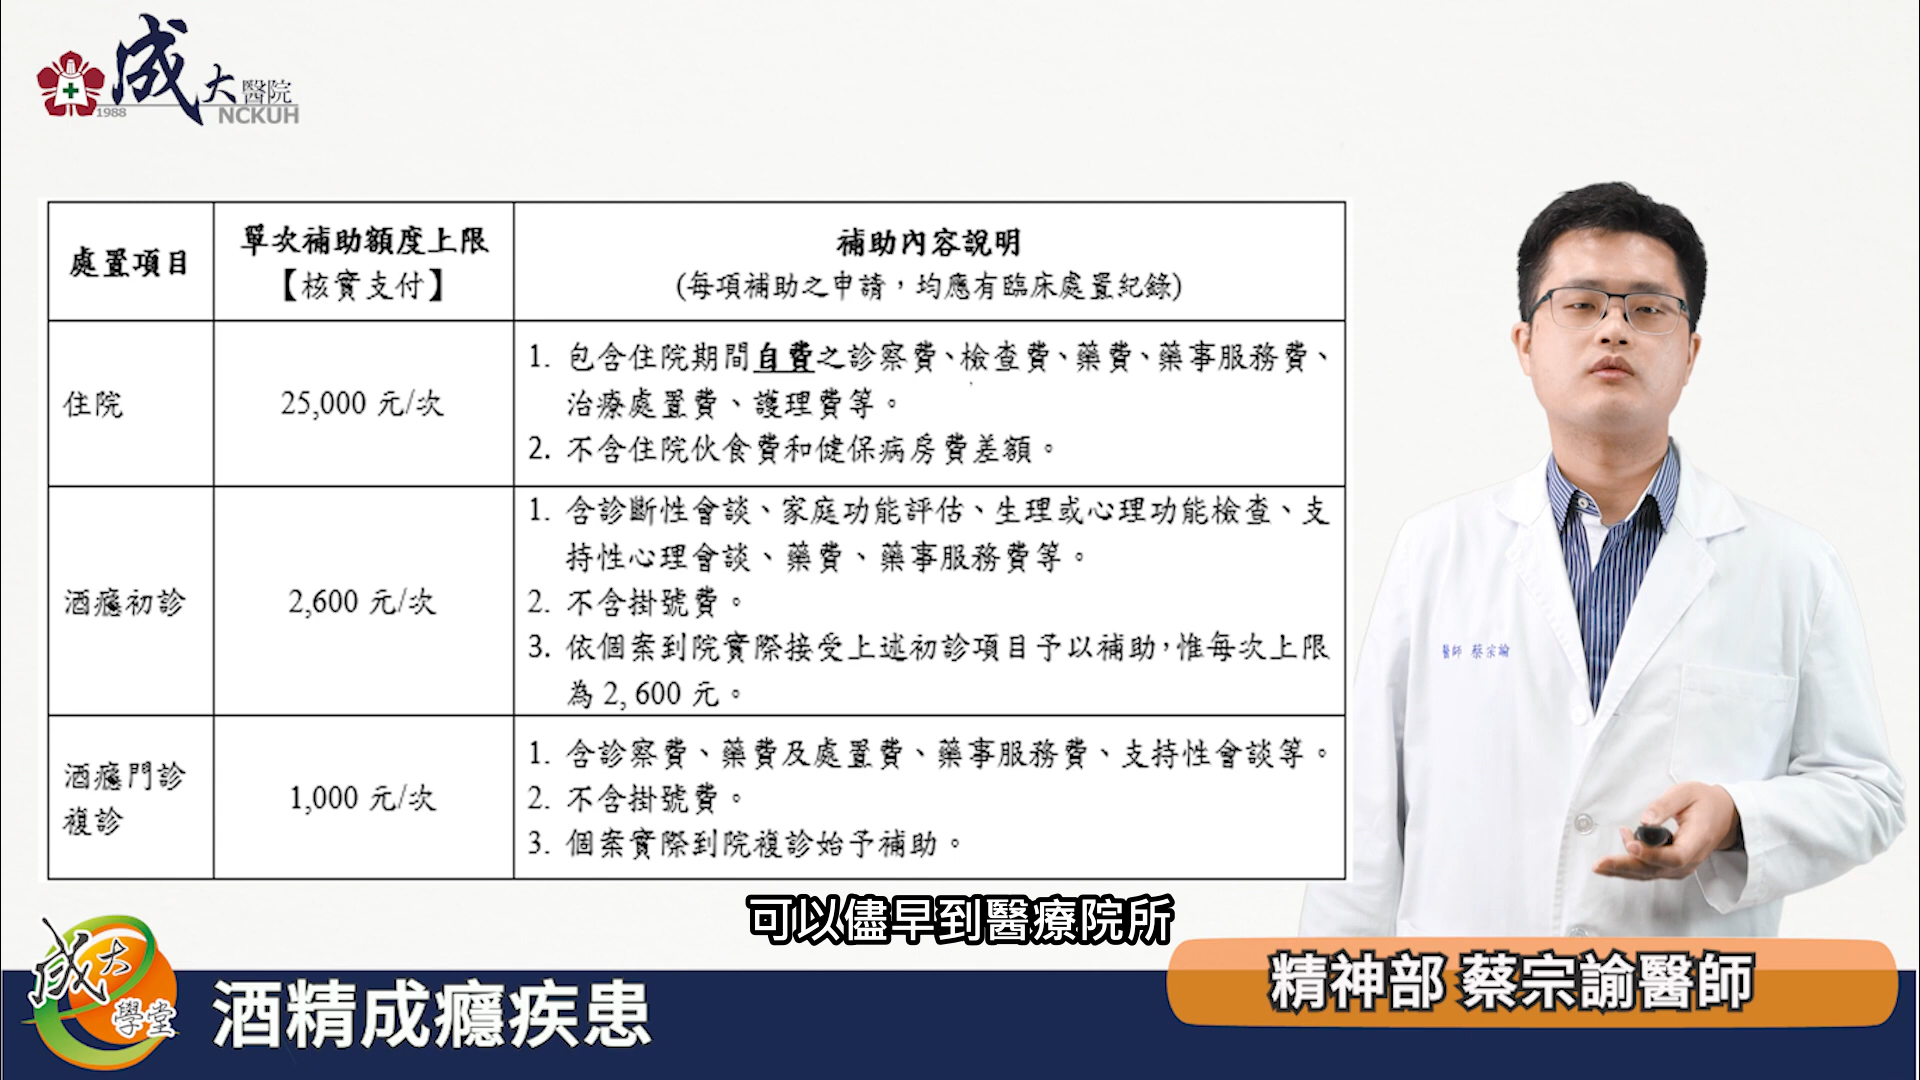 成大醫院
1988
NCKUH
處置項目
單次補助額度上限
【核實支付】
補助內容說明
(每項補助之申請，均應有臨床處置紀錄)
住院
25,000 元/次
1. 包含住院期間自費之診察費、檢查費、藥費、藥事服務費、
治療處置費、護理費等。
2. 不含住院伙食費和健保病房費差額。
酒癮初診
2,600 元/次
1. 含診斷性會談、家庭功能評估、生理或心理功能檢查、支
持性心理會談、藥費、藥事服務費等。
2. 不含掛號費。
3. 依個案到院實際接受上述初診項目予以補助，惟每次上限
為 2, 600 元。
酒癮門診
複診
1,000 元/次
1. 含診察費、藥費及處置費、藥事服務費、支持性會談等。
2. 不含掛號費。
3. 個案實際到院複診始予補助。
醫師 蔡宗諭
可以儘早到醫療院所
精神部 蔡宗諭醫師
成大
學堂
酒精成癮疾患